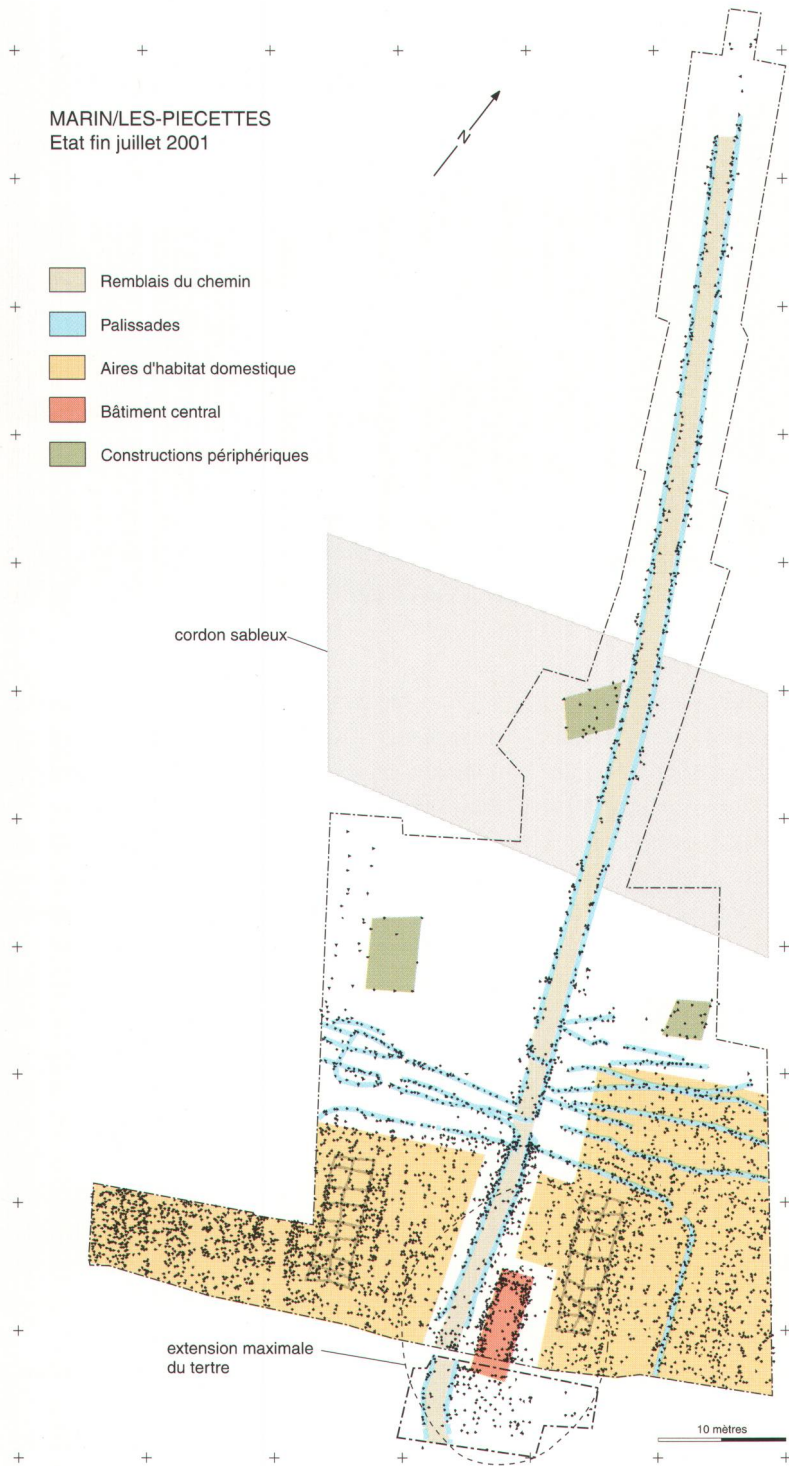 MARIN/LES-PIECETTES
Etat fin juillet 2001
N
Remblais du chemin
Palissades
Aires d'habitat domestique
Bâtiment central
Constructions périphériques
cordon sableux
extension maximale
du tertre
10 mètres